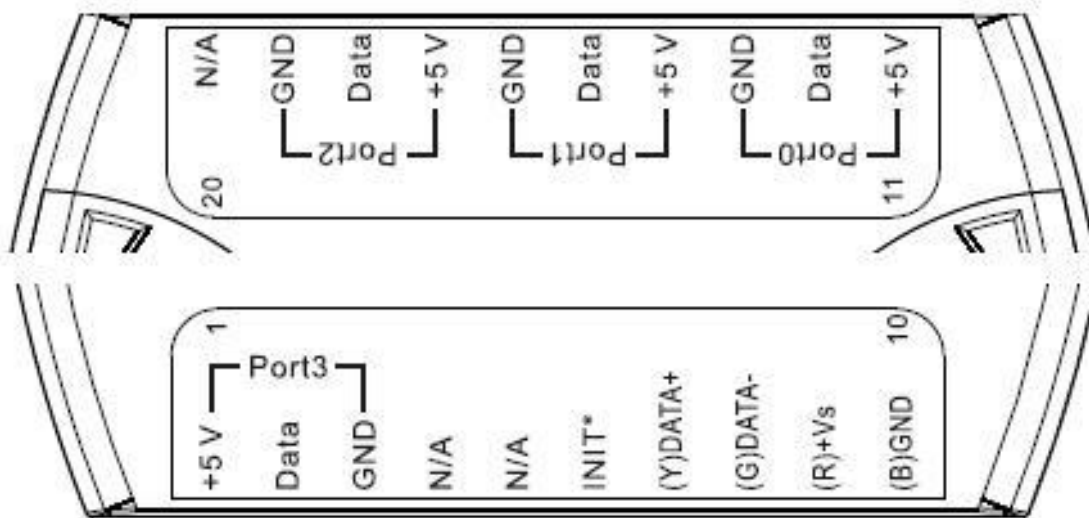 N/A GND Data +5 V GND Data +5 V GND Data +5 V
Port2 Port1 Port0
20 11
1 10
Port3
+5 V Data GND N/A N/A INIT* (Y)DATA+ (G)DATA- (R)+Vs (B)GND